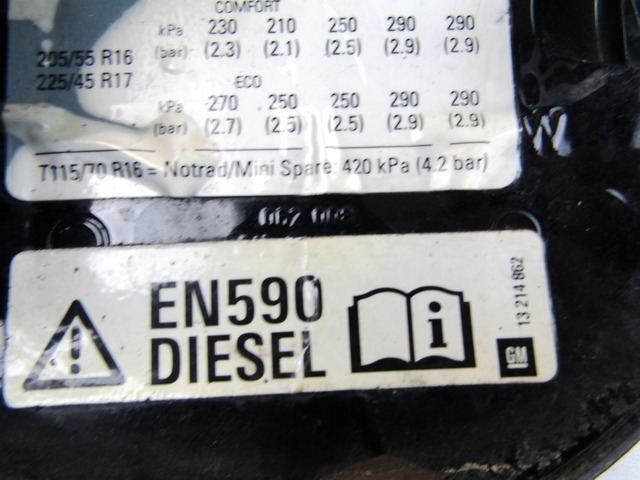 COMFORT
kPa 230 210 250 290 290
205/55 R16 (bar) (2.3) (2.1) (2.5) (2.9) (2.9)
225/45 R17 ECO
kPa 270 250 250 290 290
(bar) (2.7) (2.5) (2.5) (2.9) (2.9)
T115/70 R16 = Notrad/Mini Spare: 420 kPa (4.2 bar)
EN590
DIESEL
i
13 214 862
GM